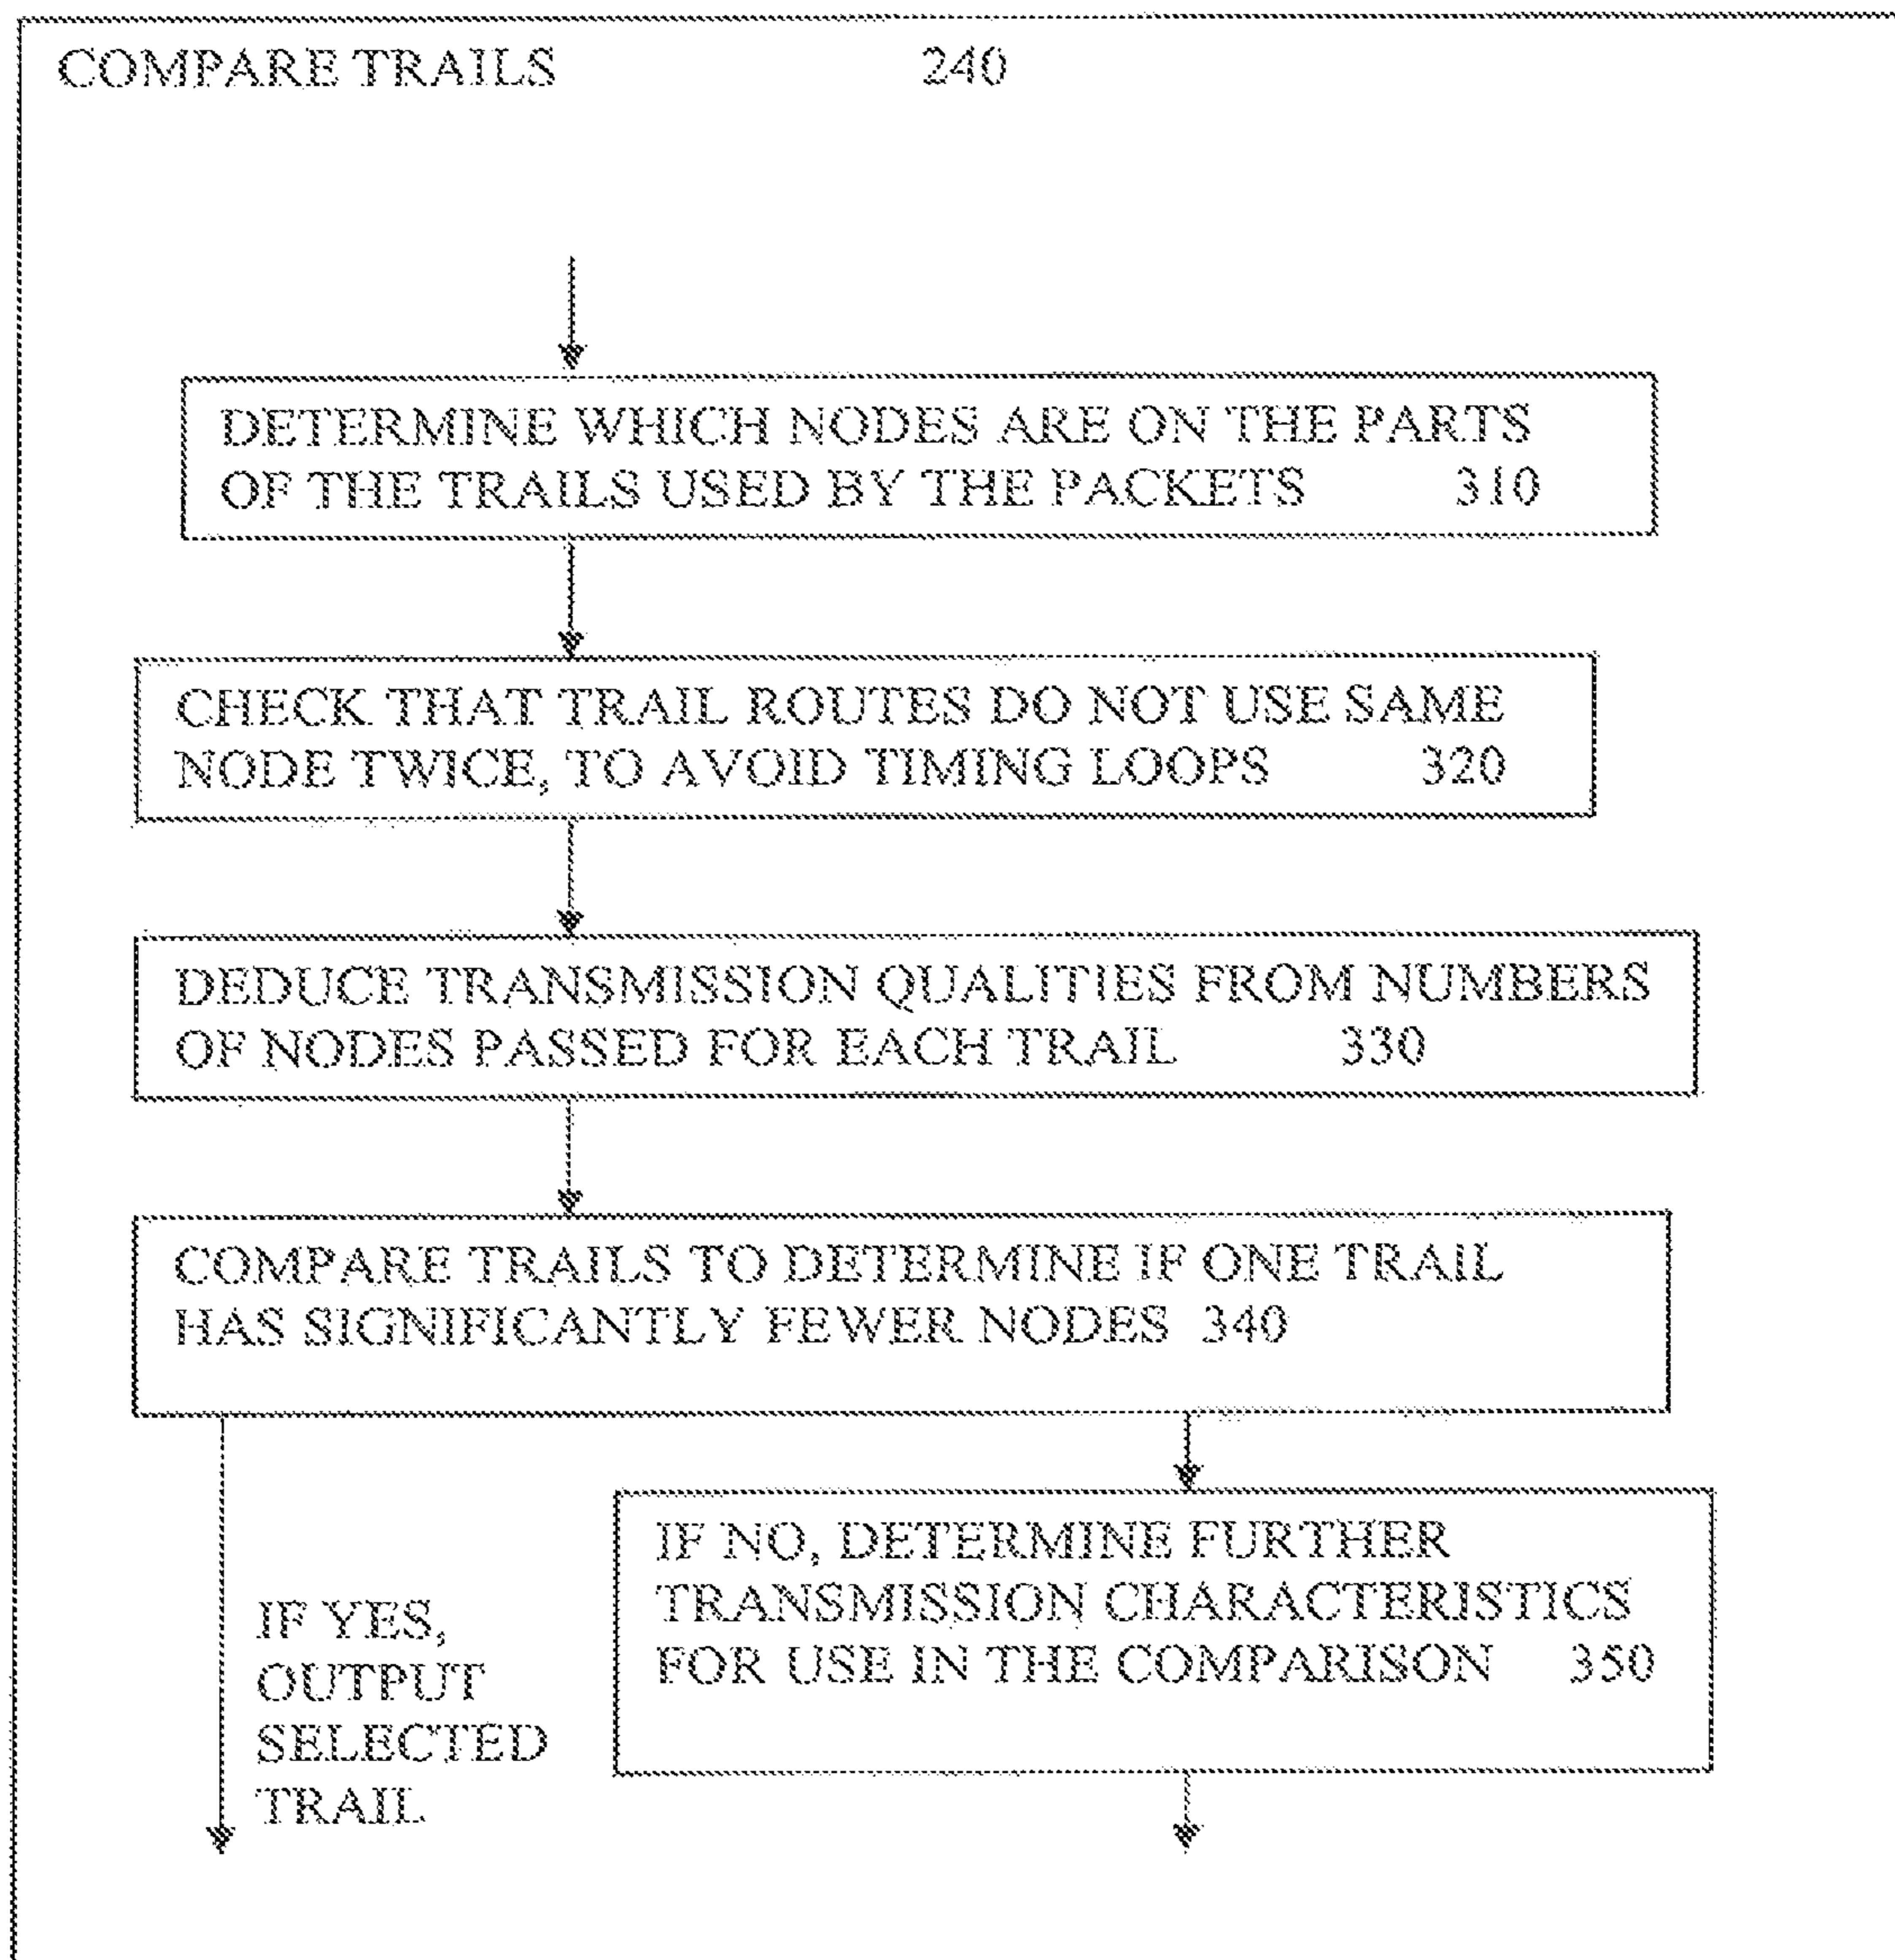 COMPARE TRAILS 240
DETERMINE WHICH NODES ARE ON THE PARTS
OF THE TRAILS USED BY THE PACKETS 310
CHECK THAT TRAIL ROUTES DO NOT USE SAME
NODE TWICE, TO AVOID TIMING LOOPS 320
DEDUCE TRANSMISSION QUALITIES FROM NUMBERS
OF NODES PASSED FOR EACH TRAIL 330
COMPARE TRAILS TO DETERMINE IF ONE TRAIL
HAS SIGNIFICANTLY FEWER NODES 340
IF YES,
OUTPUT
SELECTED
TRAIL
IF NO, DETERMINE FURTHER
TRANSMISSION CHARACTERISTICS
FOR USE IN THE COMPARISON 350